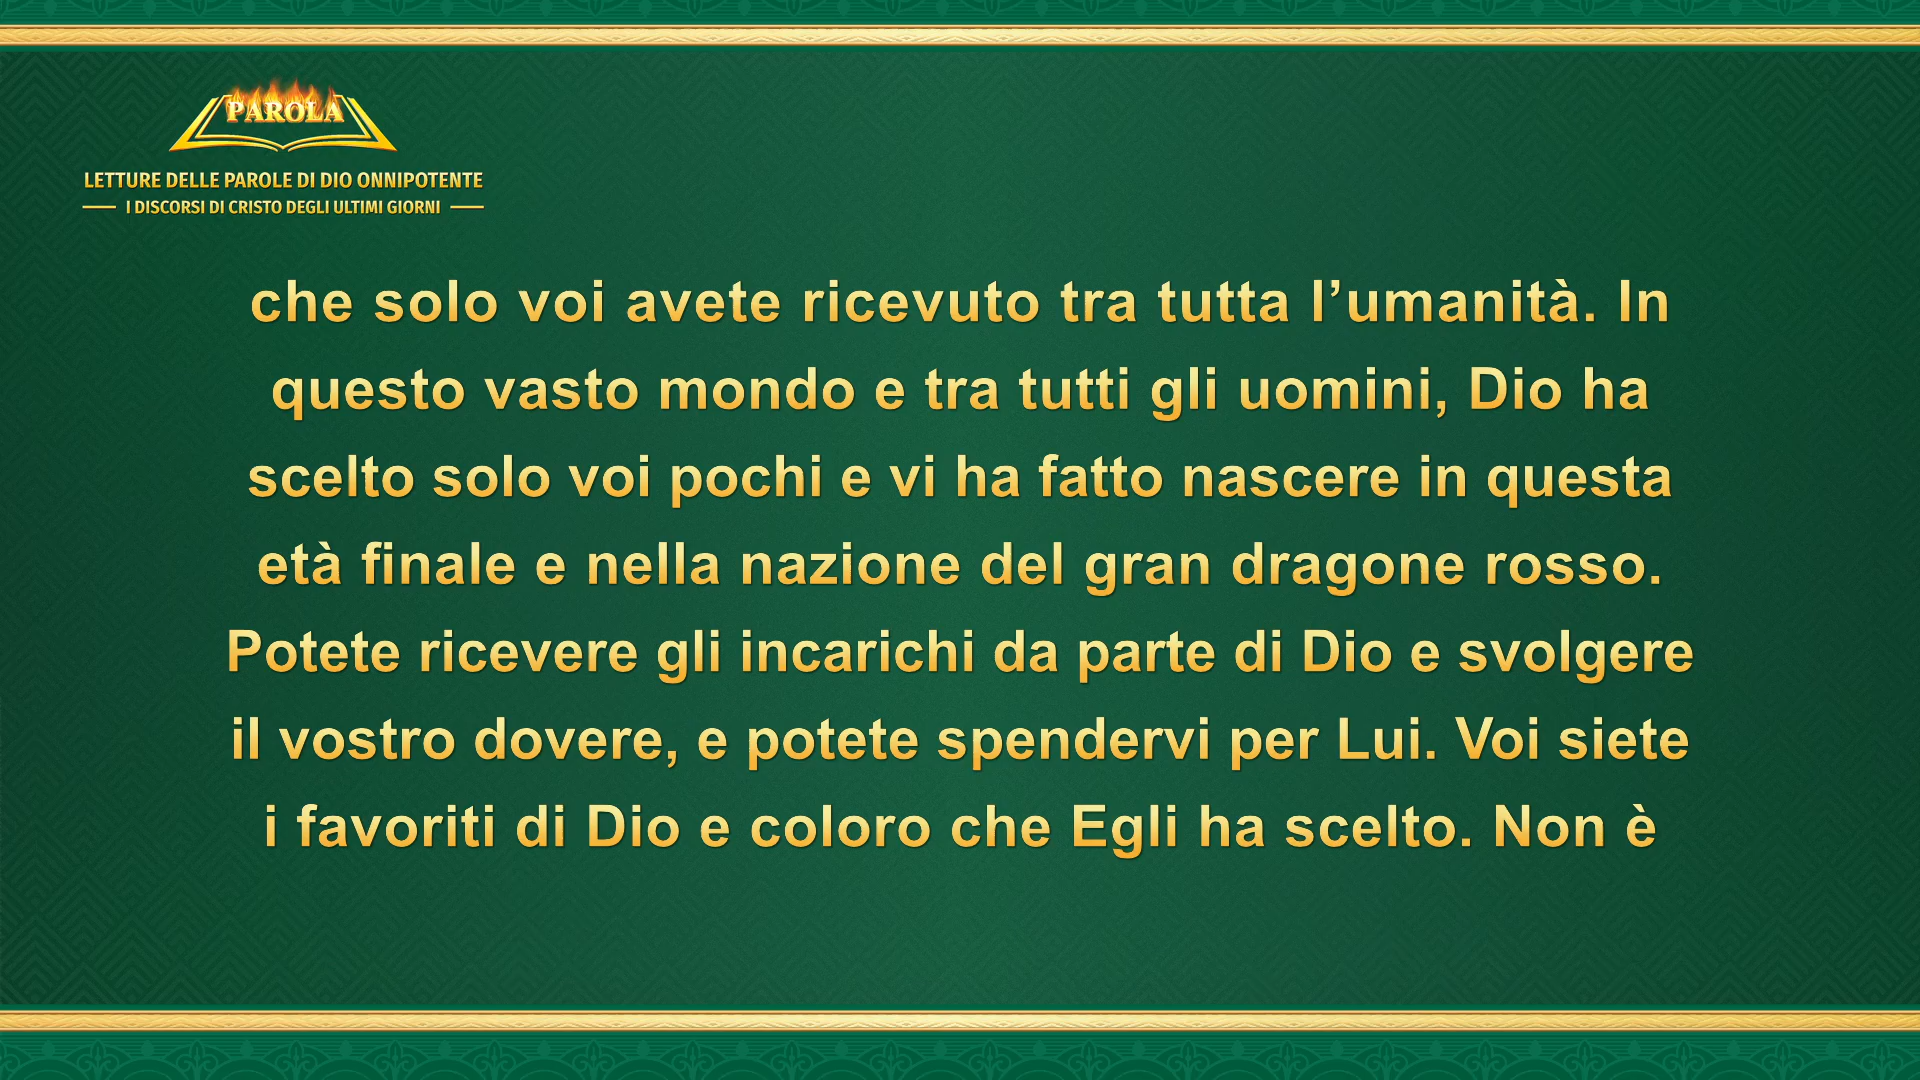 PAROLA
LETTURE DELLE PAROLE DI DIO ONNIPOTENTE
I DISCORSI DI CRISTO DEGLI ULTIMI GIORNI
che solo voi avete ricevuto tra tutta l’umanità. In
questo vasto mondo e tra tutti gli uomini, Dio ha
scelto solo voi pochi e vi ha fatto nascere in questa
età finale e nella nazione del gran dragone rosso.
Potete ricevere gli incarichi da parte di Dio e svolgere
il vostro dovere, e potete spendervi per Lui. Voi siete
i favoriti di Dio e coloro che Egli ha scelto. Non è